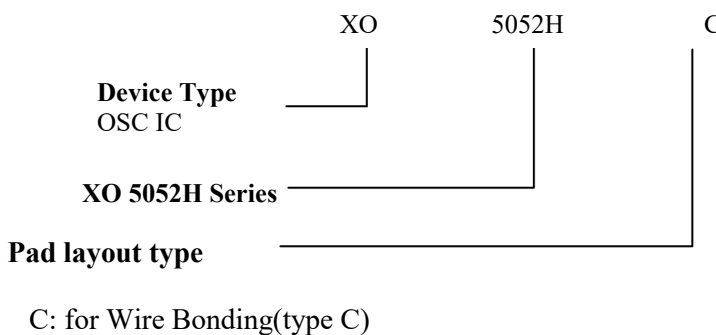 XO 5052H C
Device Type
OSC IC
XO 5052H Series
Pad layout type
C: for Wire Bonding(type C)